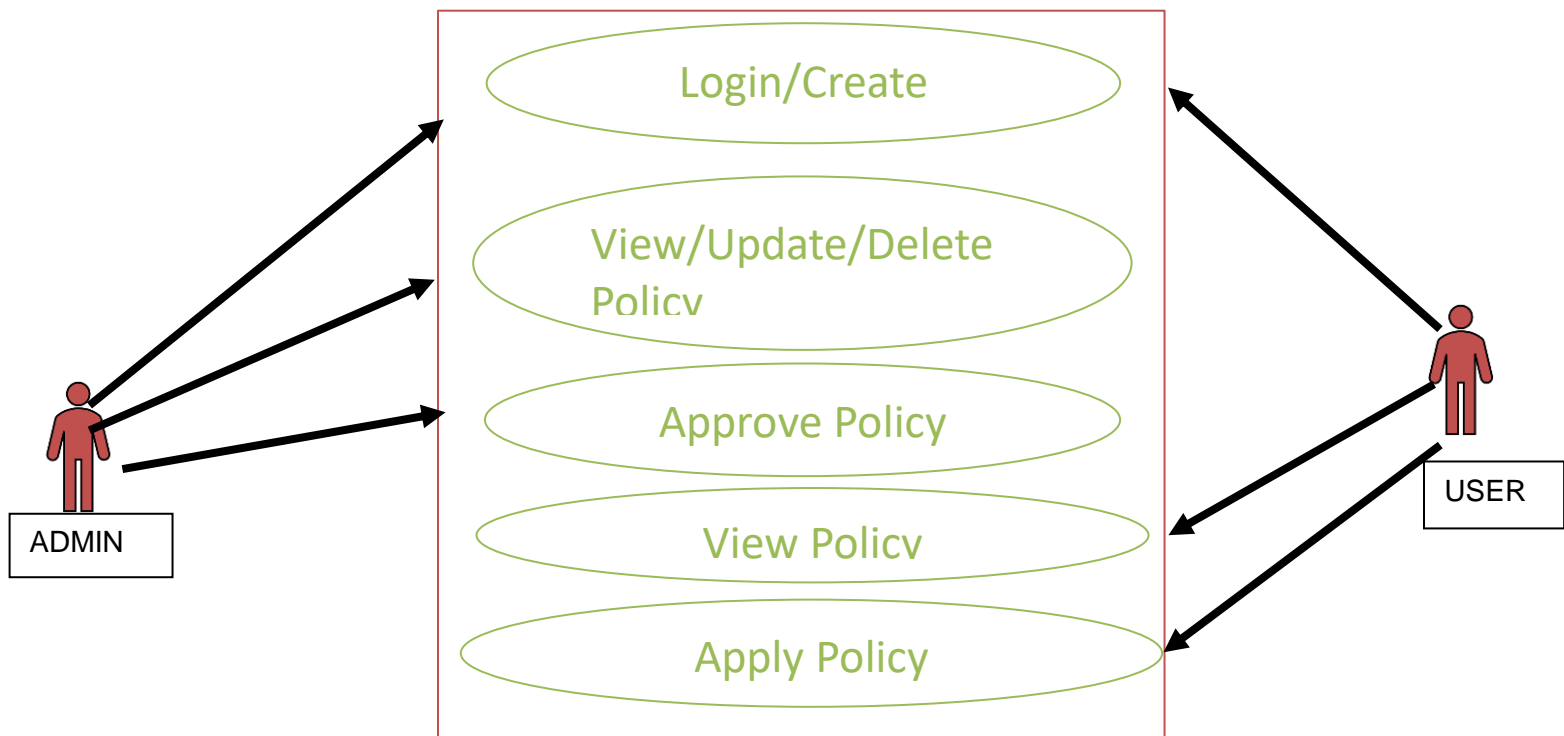 Login/Create
View/Update/Delete
Policy
Approve Policy
View Policy
Apply Policy
ADMIN
USER